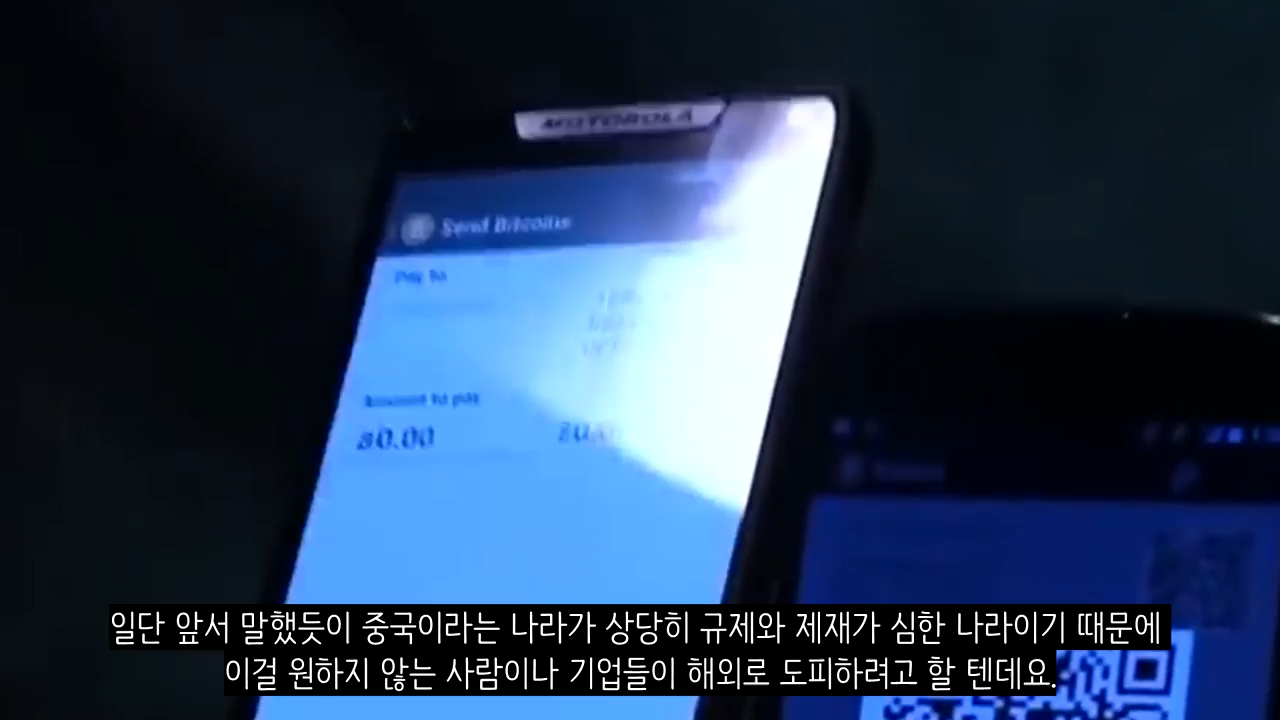 MOTOROLA
Send Bitcoins
Pay to
Amount to pay
일단 앞서 말했듯이 중국이라는 나라가 상당히 규제와 제재가 심한 나라이기 때문에
이걸 원하지 않는 사람이나 기업들이 해외로 도피하려고 할 텐데요.